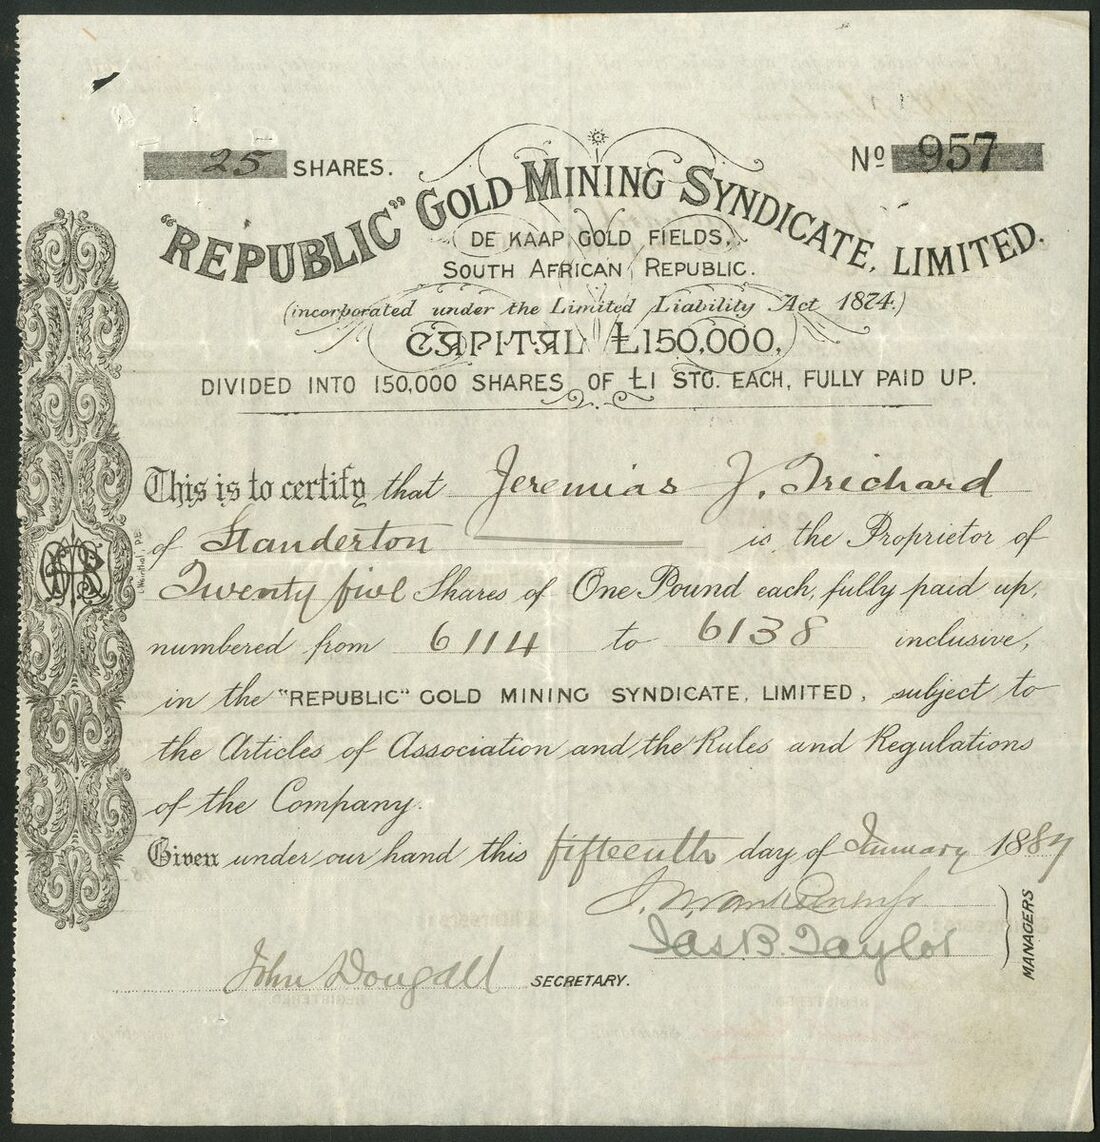 25 SHARES.
No 957
"REPUBLIC" GOLD MINING SYNDICATE, LIMITED.
DE KAAP GOLD FIELDS,
SOUTH AFRICAN REPUBLIC.
(incorporated under the Limited Liability Act 1874.)
CAPITAL £150,000,
DIVIDED INTO 150,000 SHARES OF £1 STG. EACH, FULLY PAID UP.
This is to certify that Jeremias J. Trichard
of Standerton is the Proprietor of
Twenty five Shares of One Pound each, fully paid up,
numbered from 6114 to 6138 inclusive,
in the "REPUBLIC" GOLD MINING SYNDICATE, LIMITED, subject to
the Articles of Association and the Rules and Regulations
of the Company.
Given under our hand this fifteenth day of January 1887
Jas B. Taylor
MANAGERS
John Dougall SECRETARY.